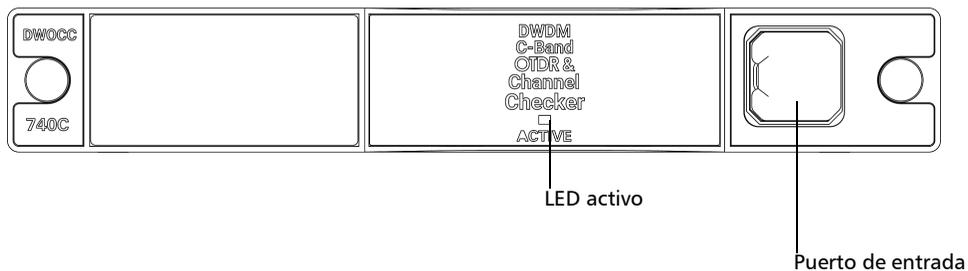 DWOCC
740C
DWDM
C-Band
OTDR &
Channel
Checker
ACTIVE
LED activo
Puerto de entrada